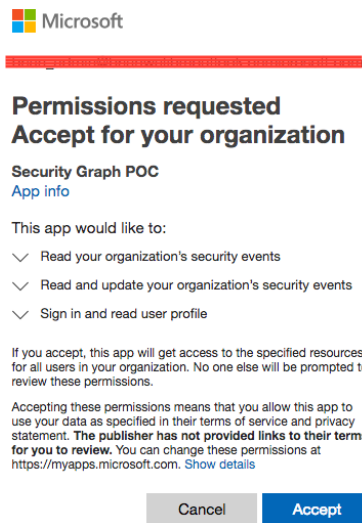 Microsoft
Permissions requested
Accept for your organization
Security Graph POC
App info
This app would like to:
Read your organization's security events
Read and update your organization's security events
Sign in and read user profile
If you accept, this app will get access to the specified resources
for all users in your organization. No one else will be prompted
review these permissions.
Accepting these permissions means that you allow this app to
use your data as specified in their terms of service and privacy
statement. The publisher has not provided links to their term
for you to review. You can change these permissions at
https://myapps.microsoft.com. Show details
Cancel Accept